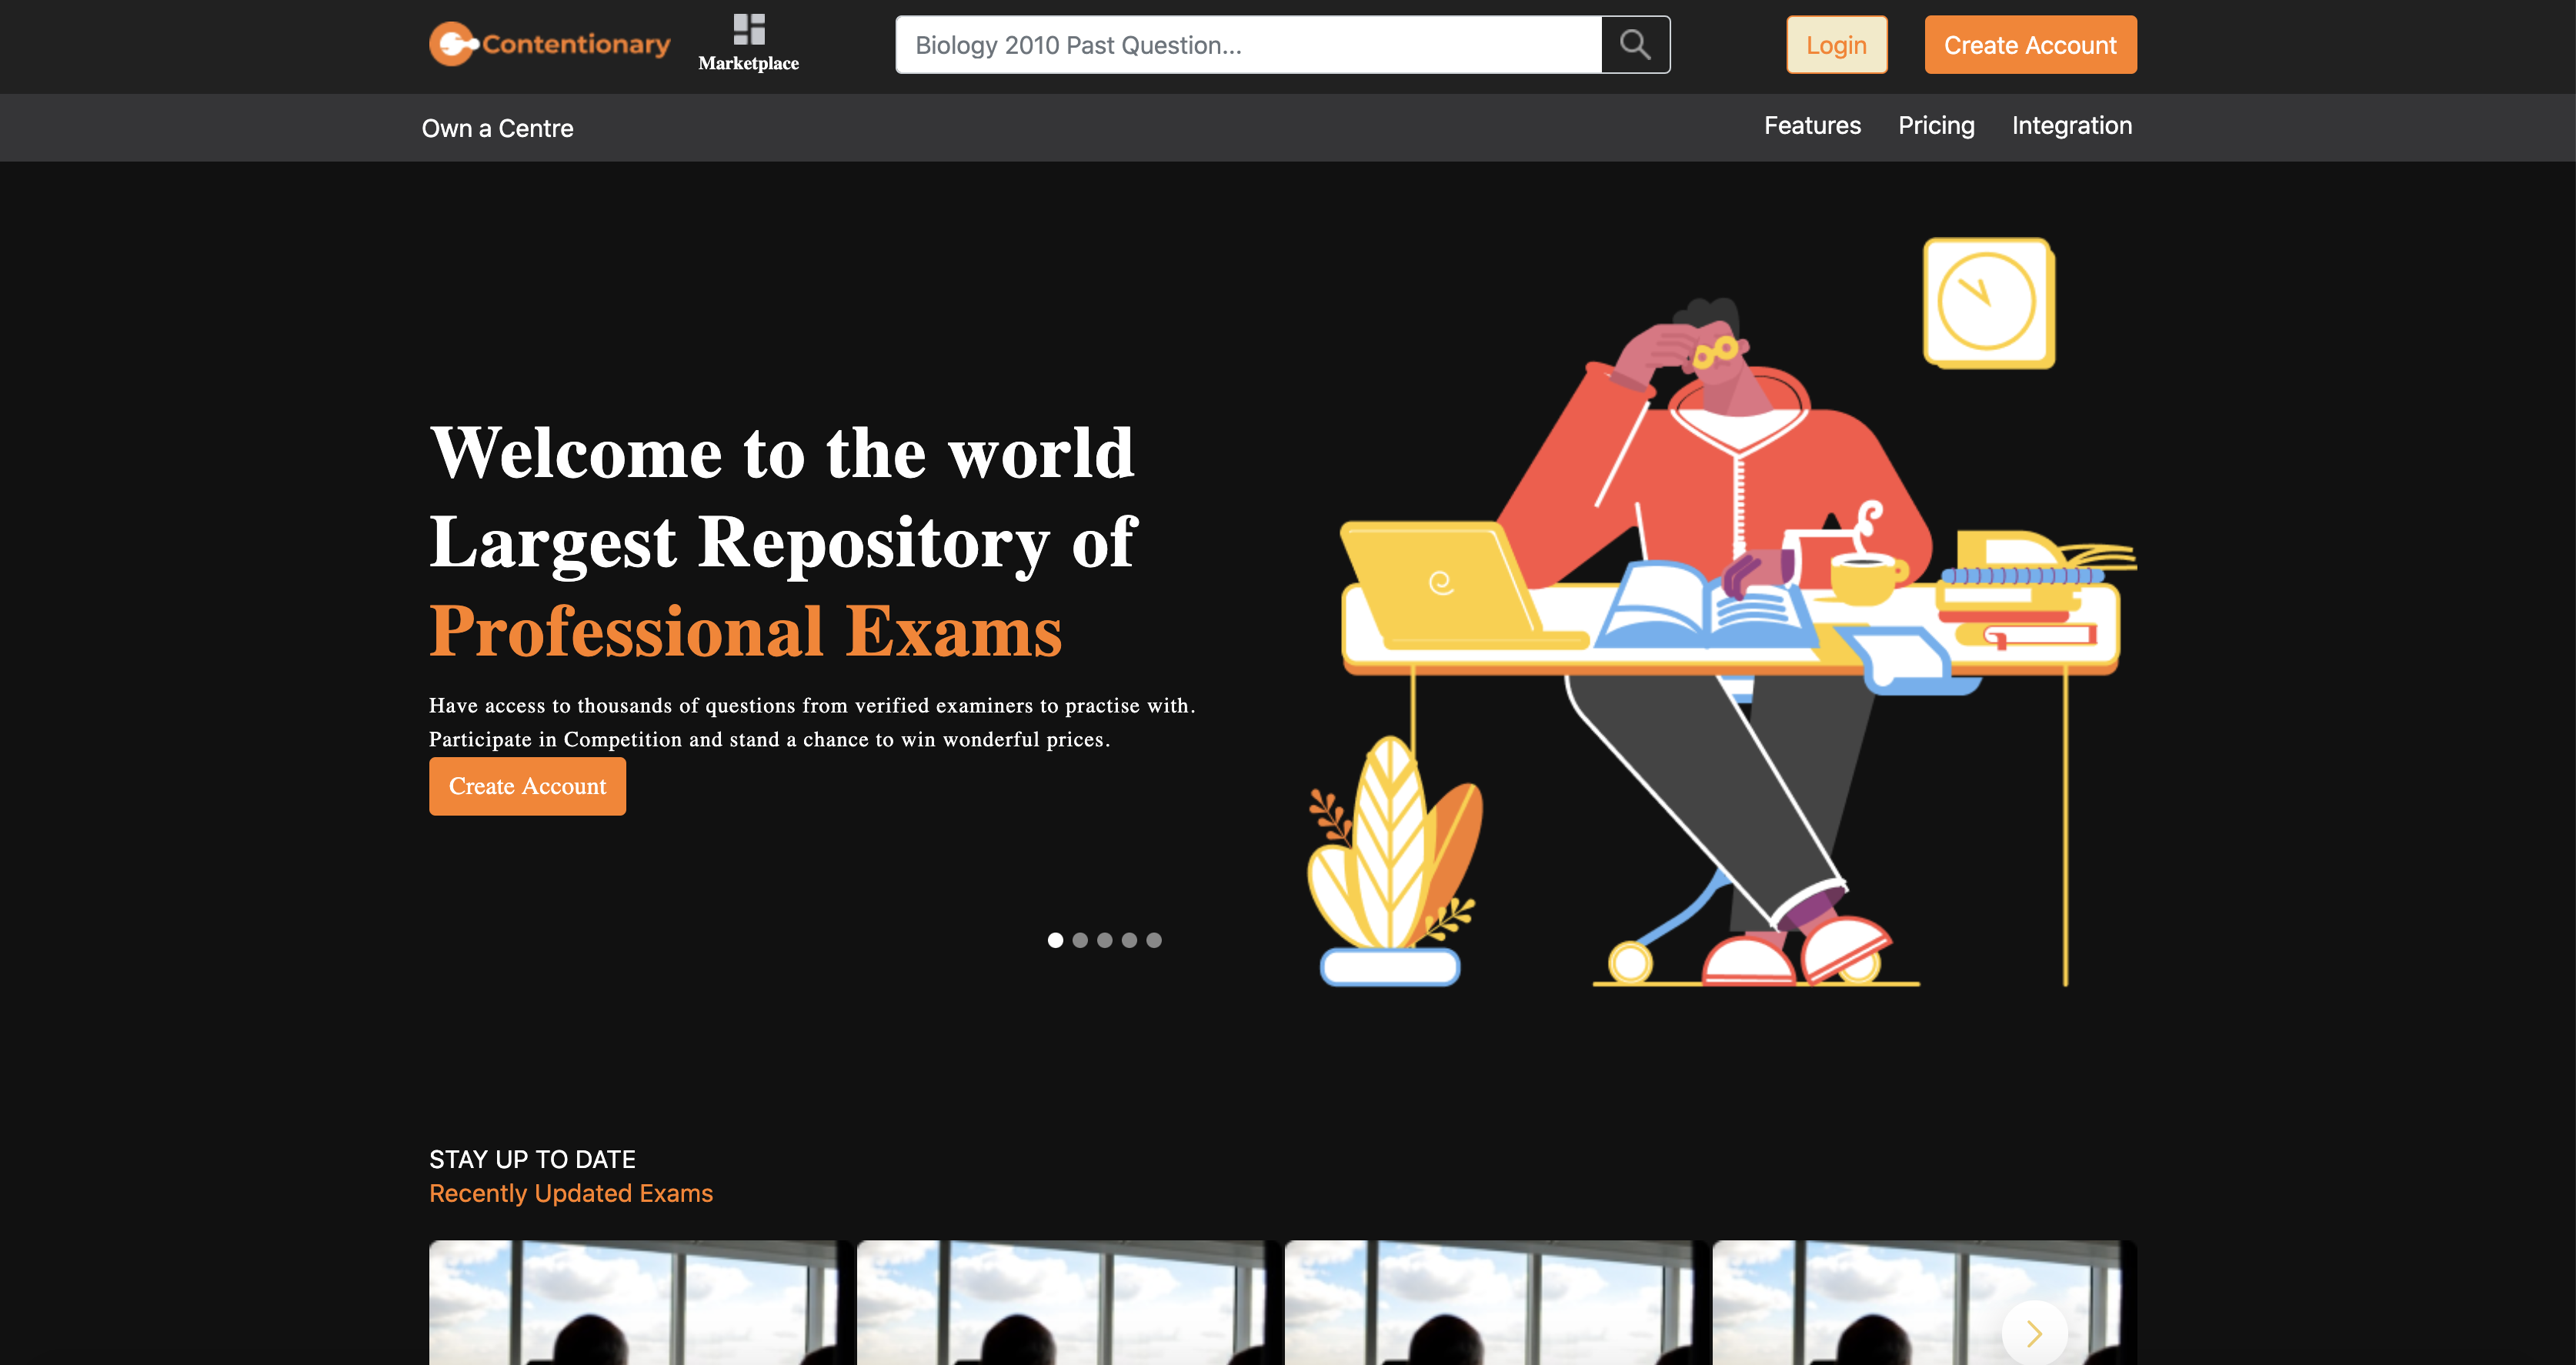 Contentionary
Marketplace
Biology 2010 Past Question...
Login
Create Account
Own a Centre
Features
Pricing
Integration
Welcome to the world
Largest Repository of
Professional Exams
Have access to thousands of questions from verified examiners to practise with.
Participate in Competition and stand a chance to win wonderful prices.
Create Account
STAY UP TO DATE
Recently Updated Exams